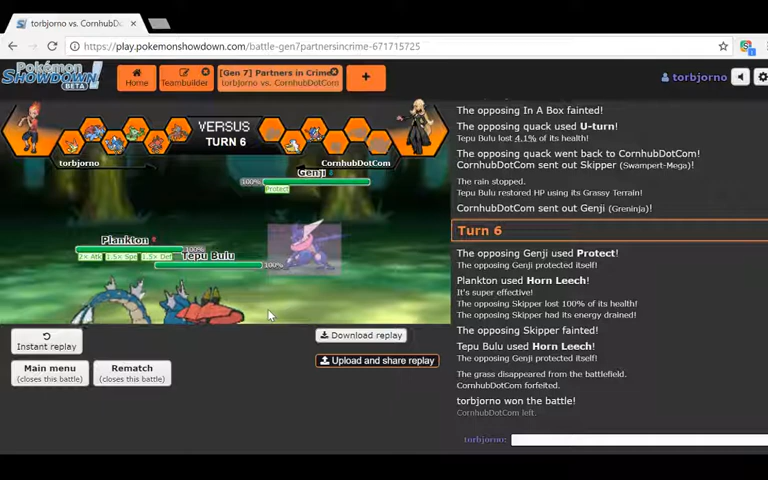 torbjorno vs. CornhubDotCom
https://play.pokemonshowdown.com/battle-gen7partnersincrime-671715725
Pokémon
SHOWDOWN
BETA!
Home
Teambuilder
[Gen 7] Partners in Crime
torbjorno vs. CornhubDotCom
+
torbjorno
VERSUS
TURN 6
torbjorno
CornhubDotCom
Genji
100%
Protect
Plankton
100%
2× Atk 1.5× Spe 1.5× Def
Tepu Bulu
100%
The opposing In A Box fainted!
The opposing quack used U-turn!
Tepu Bulu lost 4.1% of its health!
The opposing quack went back to CornhubDotCom!
CornhubDotCom sent out Skipper (Swampert-Mega)!
The rain stopped.
Tepu Bulu restored HP using its Grassy Terrain!
CornhubDotCom sent out Genji (Greninja)!
Turn 6
The opposing Genji used Protect!
The opposing Genji protected itself!
Plankton used Horn Leech!
It's super effective!
The opposing Skipper lost 100% of its health!
The opposing Skipper had its energy drained!
The opposing Skipper fainted!
Tepu Bulu used Horn Leech!
The opposing Genji protected itself!
The grass disappeared from the battlefield.
CornhubDotCom forfeited.
torbjorno won the battle!
CornhubDotCom left.
torbjorno:
Instant replay
Download replay
Upload and share replay
Main menu
(closes this battle)
Rematch
(closes this battle)